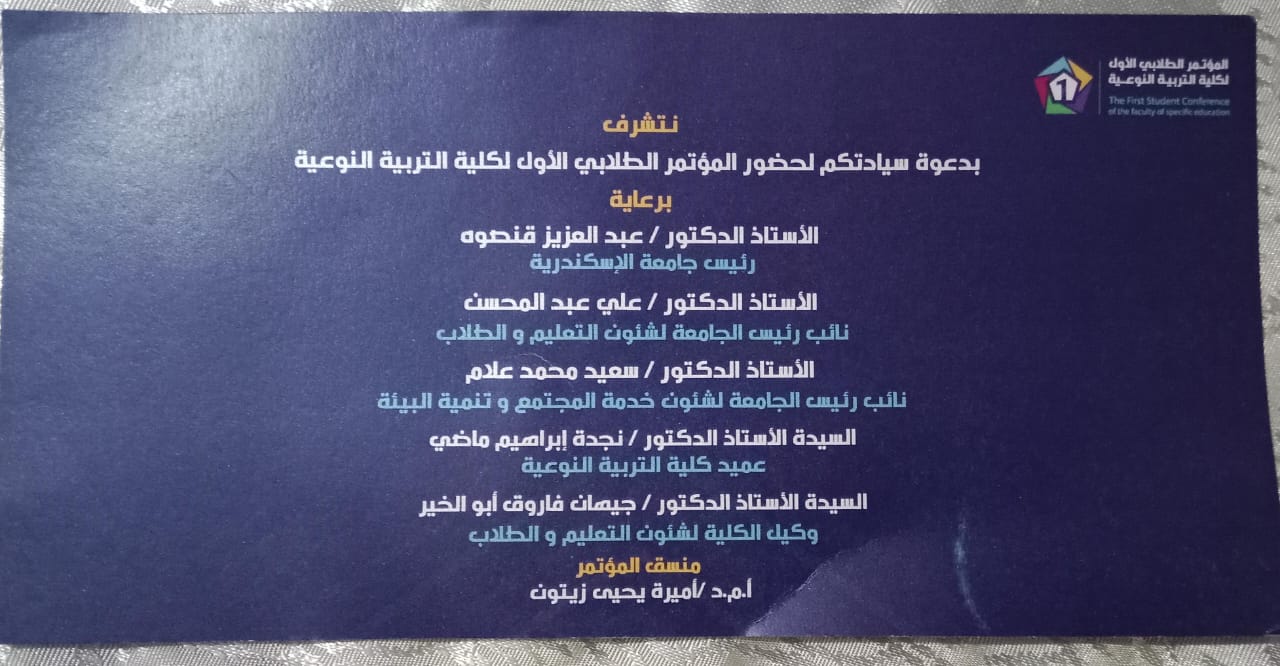 المؤتمر الطلابي الأول
لكلية التربية النوعية
1
The First Student Conference
of the faculty of specific education
نتشرف
بدعوة سيادتكم لحضور المؤتمر الطلابي الأول لكلية التربية النوعية
برعاية
الأستاذ الدكتور / عبد العزيز قنصوه
رئيس جامعة الإسكندرية
الأستاذ الدكتور / علي عبد المحسن
نائب رئيس الجامعة لشئون التعليم و الطلاب
الأستاذ الدكتور / سعيد محمد علام
نائب رئيس الجامعة لشئون خدمة المجتمع و تنمية البيئة
السيدة الأستاذ الدكتور / نجدة إبراهيم ماضي
عميد كلية التربية النوعية
السيدة الأستاذ الدكتور / جيهان فاروق أبو الخير
وكيل الكلية لشئون التعليم و الطلاب
منسق المؤتمر
أ.م.د /أميرة يحيى زيتون